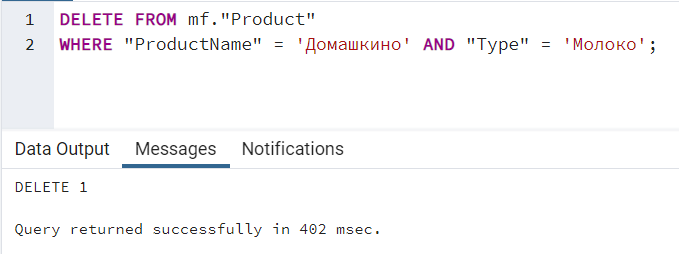 1 DELETE FROM mf."Product"
2 WHERE "ProductName" = 'Домашкино' AND "Type" = 'Молоко';
Data Output Messages Notifications
DELETE 1
Query returned successfully in 402 msec.